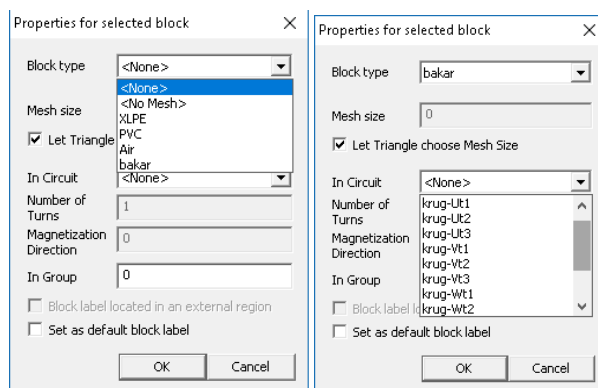 Properties for selected block
Block type <None>
<None>
<No Mesh>
XLPE
PVC
Air
bakar
Mesh size
Let Triangle
In Circuit <None>
Number of Turns 1
Magnetization Direction 0
In Group 0
Block label located in an external region
Set as default block label
OK Cancel
Properties for selected block
Block type bakar
Mesh size 0
Let Triangle choose Mesh Size
In Circuit <None>
krug-Ut1
krug-Ut2
krug-Ut3
krug-Vt1
krug-Vt2
krug-Vt3
krug-Wt1
krug-Wt2
Number of Turns
Magnetization Direction
In Group
Block label
Set as default block label
OK Cancel